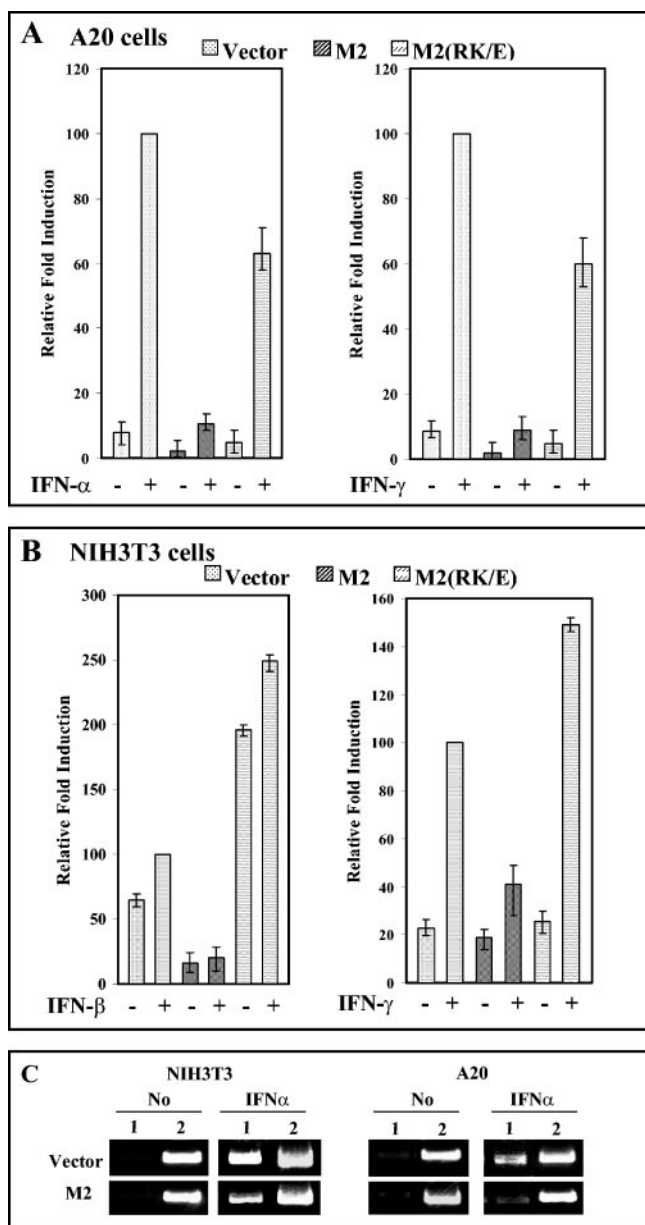 A A20 cells
Vector M2 M2(RK/E)
Relative Fold Induction
120
100
80
60
40
20
0
IFN-α - + - + - +
Relative Fold Induction
120
100
80
60
40
20
0
IFN-γ - + - + - +
B NIH3T3 cells
Vector M2 M2(RK/E)
Relative Fold Induction
300
250
200
150
100
50
0
IFN-β - + - + - +
Relative Fold Induction
160
140
120
100
80
60
40
20
0
IFN-γ - + - + - +
C NIH3T3 A20
No IFNα No IFNα
1 2 1 2 1 2 1 2
Vector
M2